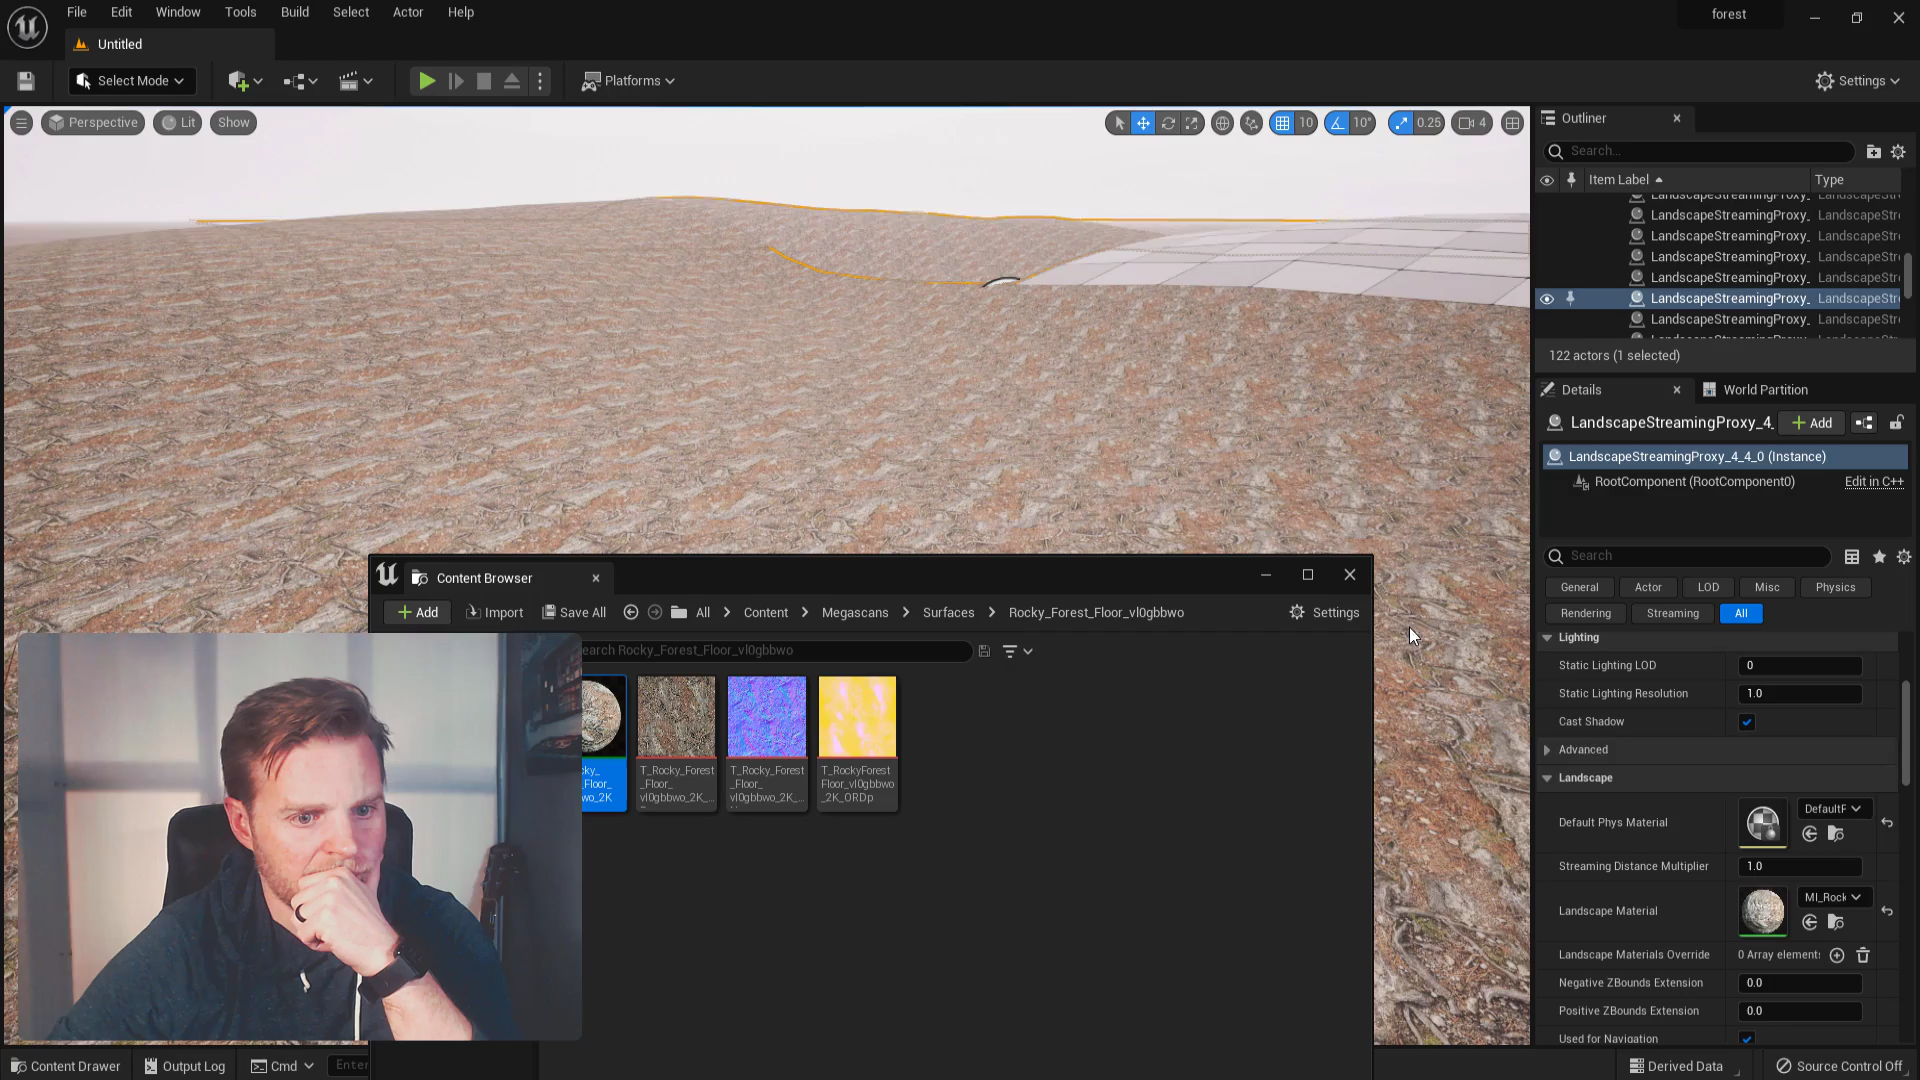 File Edit Window Tools Build Select Actor Help
forest
Untitled
Select Mode
Platforms
Settings
Perspective
Lit
Show
10
10°
0.25
4
Outliner
Search...
Item Label
Type
LandscapeStreamingProxy_ LandscapeStr
LandscapeStreamingProxy_ LandscapeStr
LandscapeStreamingProxy_ LandscapeStr
LandscapeStreamingProxy_ LandscapeStr
LandscapeStreamingProxy_ LandscapeStr
LandscapeStreamingProxy_ LandscapeStr
122 actors (1 selected)
Details
World Partition
LandscapeStreamingProxy_4_
Add
LandscapeStreamingProxy_4_4_0 (Instance)
RootComponent (RootComponent0)
Edit in C++
Search
General Actor LOD Misc Physics
Rendering Streaming All
Lighting
Static Lighting LOD 0
Static Lighting Resolution 1.0
Cast Shadow
Advanced
Landscape
Default Phys Material
DefaultF
Streaming Distance Multiplier 1.0
Landscape Material
MI_Rock
Landscape Materials Override 0 Array element
Negative ZBounds Extension 0.0
Positive ZBounds Extension 0.0
Used for Navigation
Content Browser
Add
Import
Save All
All
Content
Megascans
Surfaces
Rocky_Forest_Floor_vl0gbbwo
Settings
earch Rocky_Forest_Floor_vl0gbbwo
cky_
_Floor_
wo_2K
T_Rocky_Forest
_Floor_
vl0gbbwo_2K_...
T_Rocky_Forest
_Floor_
vl0gbbwo_2K_...
T_RockyForest
Floor_vl0gbbwo
_2K_ORDp
Content Drawer
Output Log
Cmd
Enter
Derived Data
Source Control Off